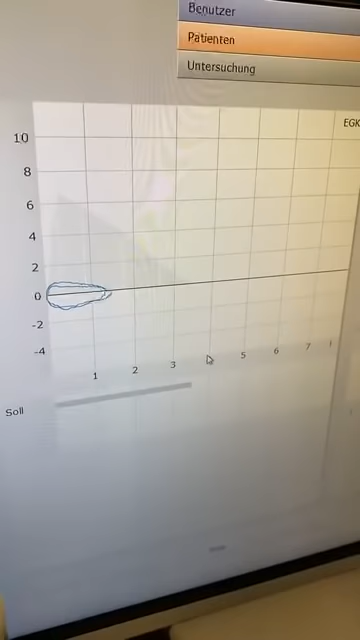 Benutzer
Patienten
Untersuchung
EGK
10
8
6
4
2
0
-2
-4
1 2 3 5 6 7
Soll